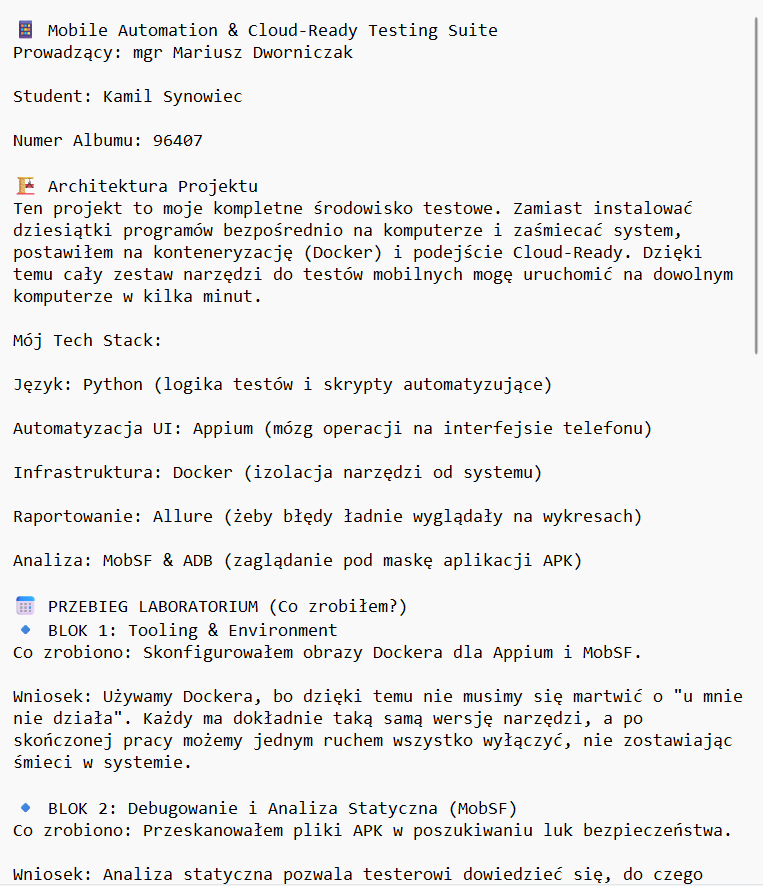 📱 Mobile Automation & Cloud-Ready Testing Suite
Prowadzący: mgr Mariusz Dworniczak
Student: Kamil Synowiec
Numer Albumu: 96407
🏗️ Architektura Projektu
Ten projekt to moje kompletne środowisko testowe. Zamiast instalować
dziesiątki programów bezpośrednio na komputerze i zaśmiecać system,
postawiłem na konteneryzację (Docker) i podejście Cloud-Ready. Dzięki
temu cały zestaw narzędzi do testów mobilnych mogę uruchomić na dowolnym
komputerze w kilka minut.
Mój Tech Stack:
Język: Python (logika testów i skrypty automatyzujące)
Automatyzacja UI: Appium (mózg operacji na interfejsie telefonu)
Infrastruktura: Docker (izolacja narzędzi od systemu)
Raportowanie: Allure (żeby błędy ładnie wyglądały na wykresach)
Analiza: MobSF & ADB (zaglądanie pod maskę aplikacji APK)
🗓️ PRZEBIEG LABORATORIUM (Co zrobiłem?)
🔹 BLOK 1: Tooling & Environment
Co zrobiono: Skonfigurowałem obrazy Dockera dla Appium i MobSF.
Wniosek: Używamy Dockera, bo dzięki temu nie musimy się martwić o "u mnie
nie działa". Każdy ma dokładnie taką samą wersję narzędzi, a po
skończonej pracy możemy jednym ruchem wszystko wyłączyć, nie zostawiając
śmieci w systemie.
🔹 BLOK 2: Debugowanie i Analiza Statyczna (MobSF)
Co zrobiono: Przeskanowałem pliki APK w poszukiwaniu luk bezpieczeństwa.
Wniosek: Analiza statyczna pozwala testerowi dowiedzieć się, do czego